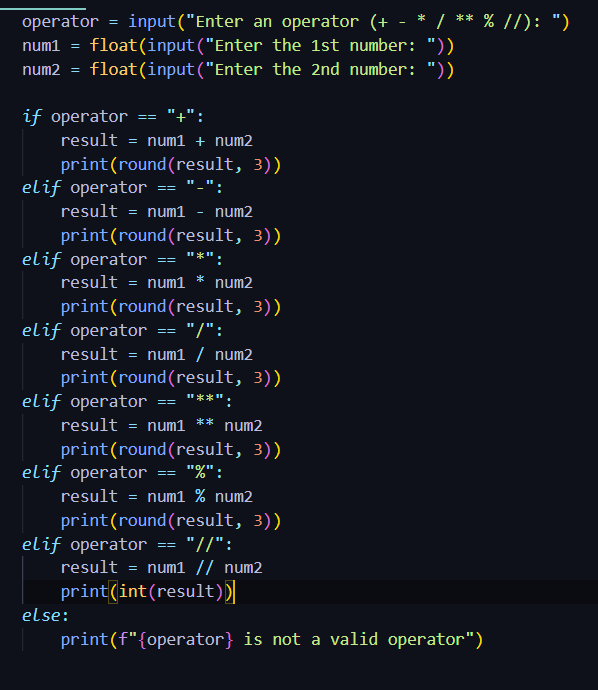 operator = input("Enter an operator (+ - * / ** % //): ")
num1 = float(input("Enter the 1st number: "))
num2 = float(input("Enter the 2nd number: "))

if operator == "+":
    result = num1 + num2
    print(round(result, 3))
elif operator == "-":
    result = num1 - num2
    print(round(result, 3))
elif operator == "*":
    result = num1 * num2
    print(round(result, 3))
elif operator == "/":
    result = num1 / num2
    print(round(result, 3))
elif operator == "**":
    result = num1 ** num2
    print(round(result, 3))
elif operator == "%":
    result = num1 % num2
    print(round(result, 3))
elif operator == "//":
    result = num1 // num2
    print(int(result))
else:
    print(f"{operator} is not a valid operator")